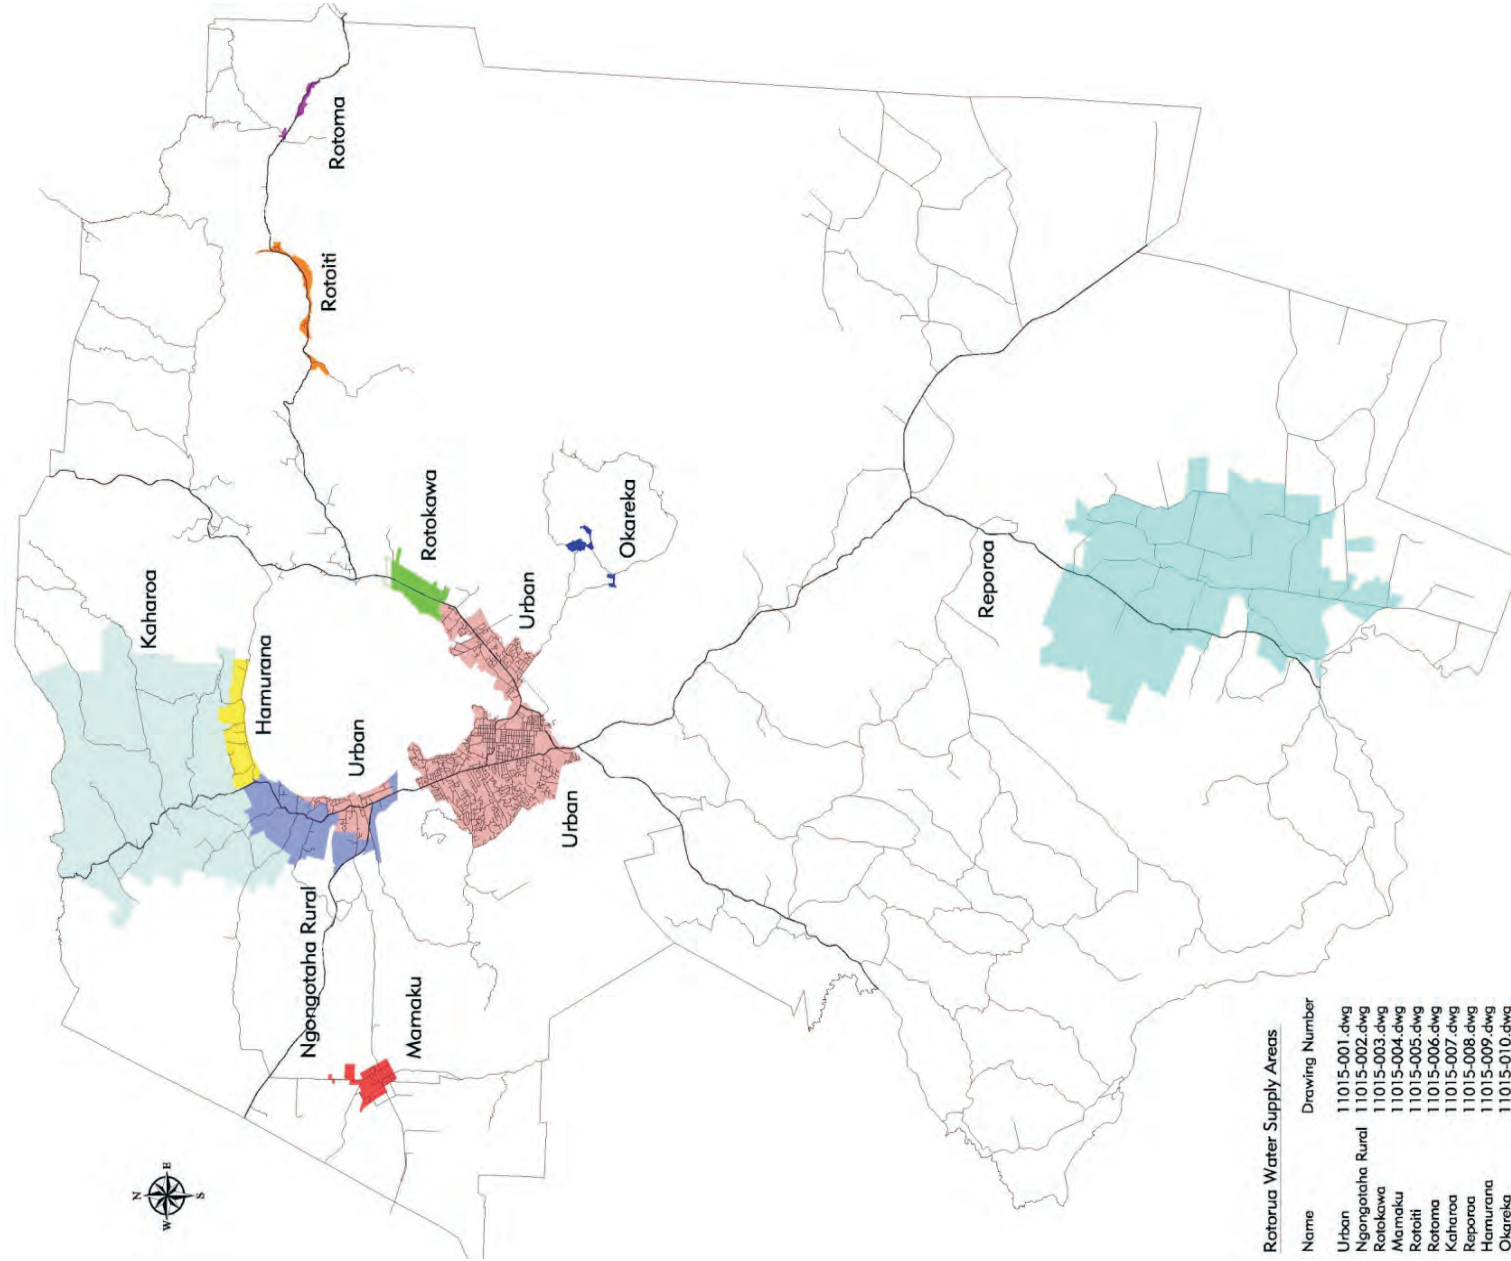 Rotoma
Rotoiti
Rotokawa
Okareka
Kaharoa
Hamurana
Urban
Urban
Urban
Reporoa
Ngongotaha Rural
Mamaku
N
W E
S
Rotorua Water Supply Areas
Name Drawing Number
Urban 11015-001.dwg
Ngongotaha Rural 11015-002.dwg
Rotokawa 11015-003.dwg
Mamaku 11015-004.dwg
Rotoiti 11015-005.dwg
Rotoma 11015-006.dwg
Kaharoa 11015-007.dwg
Reporoa 11015-008.dwg
Hamurana 11015-009.dwg
Okareka 11015-010.dwg